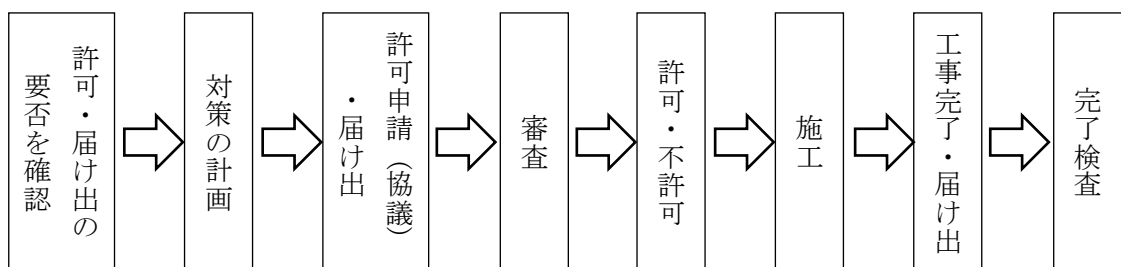 許可・届け出の
要否を確認
対策の計画
許可申請（協議）
・届け出
審査
許可・不許可
施工
工事完了・届け出
完了検査